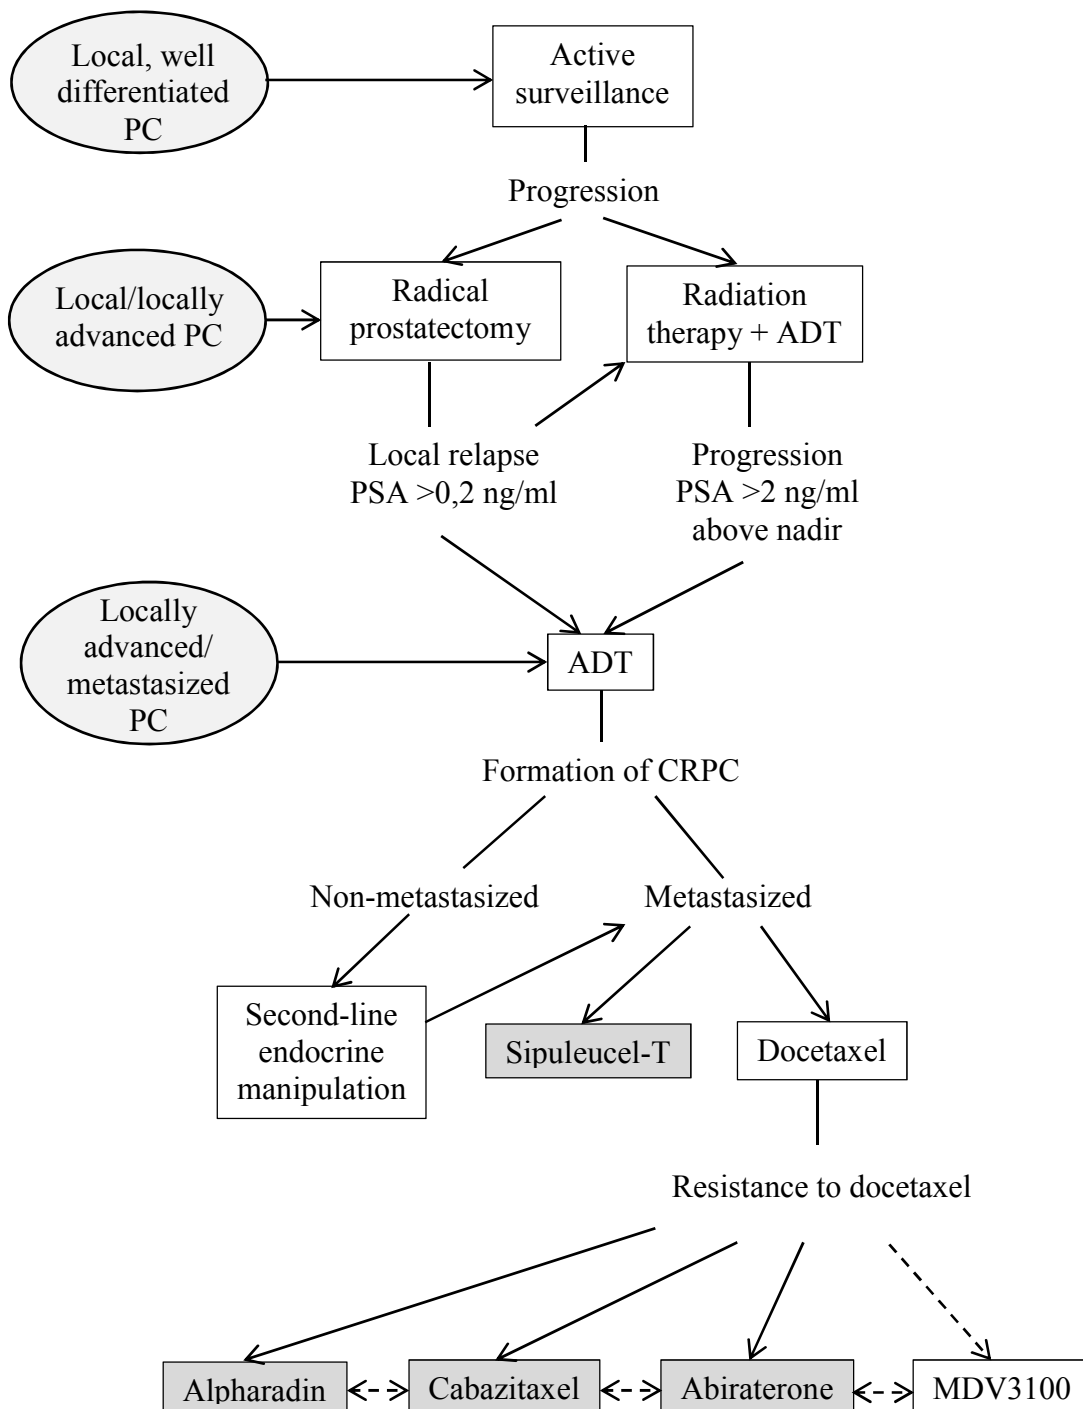 Local, well
differentiated
PC
Active
surveillance
Progression
Local/locally
advanced PC
Radical
prostatectomy
Radiation
therapy + ADT
Local relapse
PSA >0,2 ng/ml
Progression
PSA >2 ng/ml
above nadir
Locally
advanced/
metastasized
PC
ADT
Formation of CRPC
Non-metastasized
Metastasized
Second-line
endocrine
manipulation
Sipuleucel-T
Docetaxel
Resistance to docetaxel
Alpharadin
Cabazitaxel
Abiraterone
MDV3100